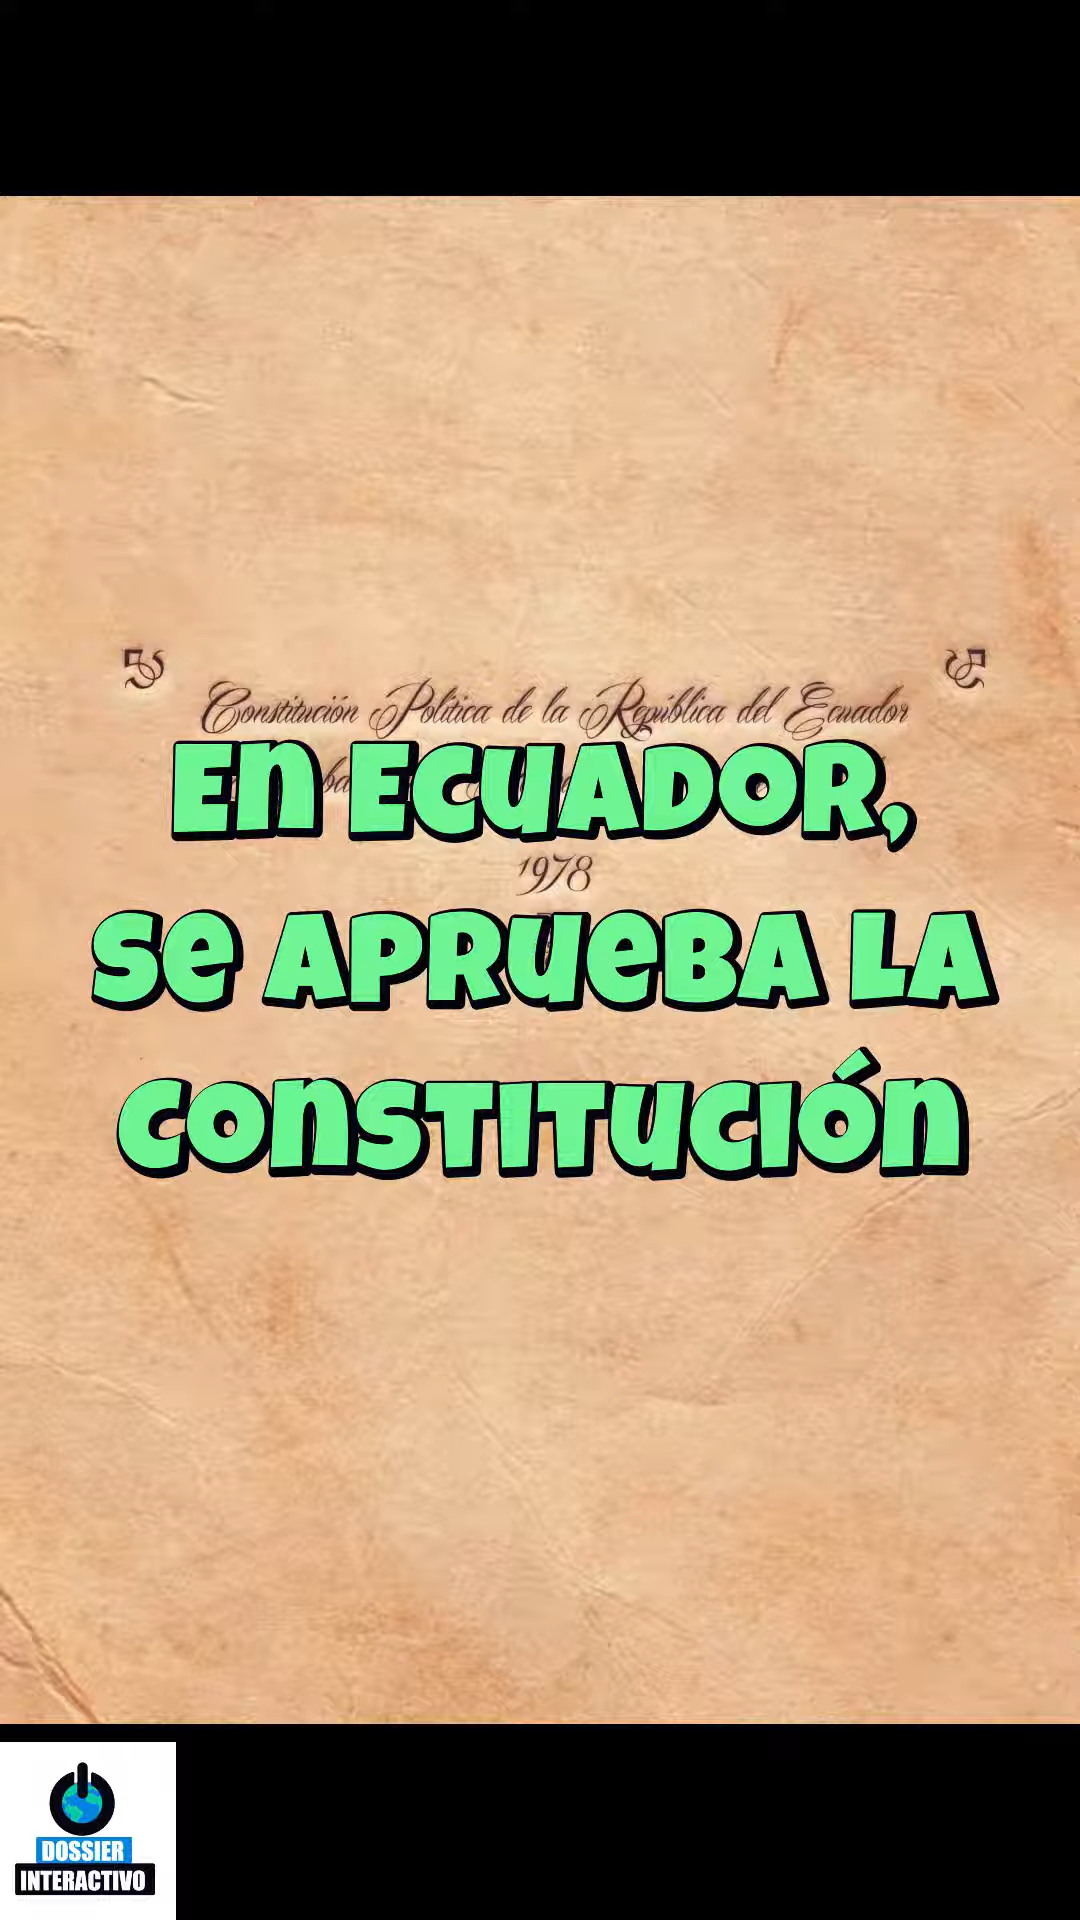 Constitución Política de la República del Ecuador
En Ecuador,
1978
se aprueba la
Constitución
DOSSIER
INTERACTIVO